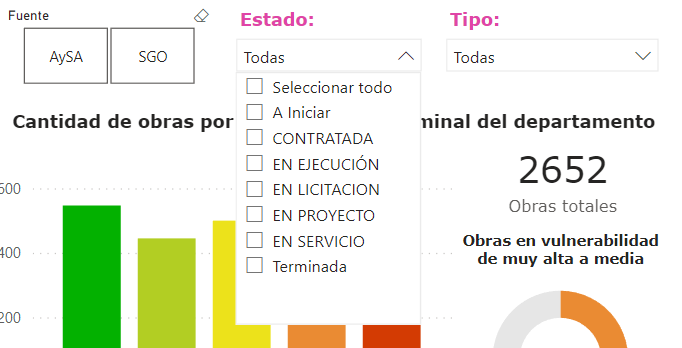 Fuente
AySA
SGO
Estado:
Todas
Seleccionar todo
A Iniciar
CONTRATADA
EN EJECUCIÓN
EN LICITACION
EN PROYECTO
EN SERVICIO
Terminada
Tipo:
Todas
Cantidad de obras por
minal del departamento
600
400
200
2652
Obras totales
Obras en vulnerabilidad
de muy alta a media